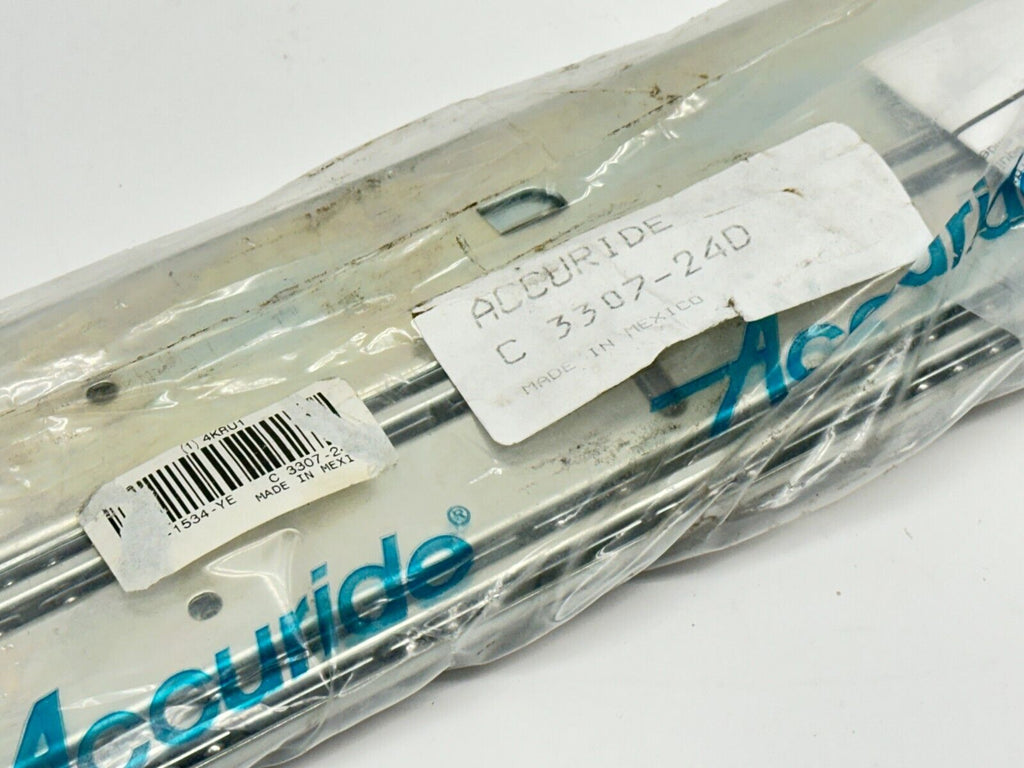 ACCURIDE
C 3307-24D
MADE IN MEXICO
Accuride
(1) 4KRU1
-1534-YE C 3307-2
MADE IN MEXI
Accuride®